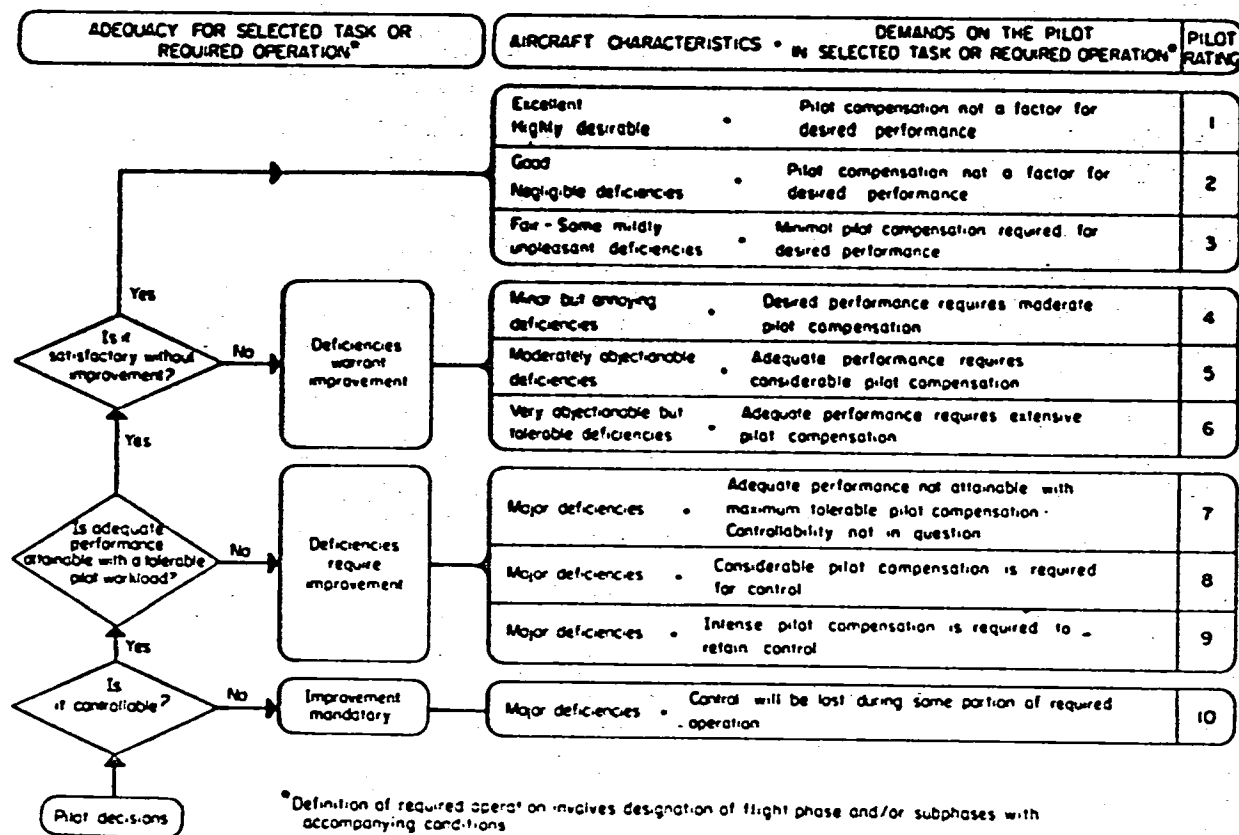 ADEQUACY FOR SELECTED TASK OR
REQUIRED OPERATION*
AIRCRAFT CHARACTERISTICS •
DEMANDS ON THE PILOT
IN SELECTED TASK OR REQUIRED OPERATION*
PILOT
RATING
Excellent
Highly desirable
•
Pilot compensation not a factor for
desired performance
1
Good
Negligible deficiencies
•
Pilot compensation not a factor for
desired performance
2
Fair - Some mildly
unpleasant deficiencies
•
Minimal pilot compensation required for
desired performance
3
Yes
Is it
satisfactory without
improvement?
No
Deficiencies
warrant
improvement
Minor but annoying
deficiencies
•
Desired performance requires moderate
pilot compensation
4
Moderately objectionable
deficiencies
•
Adequate performance requires
considerable pilot compensation
5
Very objectionable but
tolerable deficiencies
•
Adequate performance requires extensive
pilot compensation
6
Yes
Is adequate
performance
attainable with a tolerable
pilot workload?
No
Deficiencies
require
improvement
Major deficiencies
•
Adequate performance not attainable with
maximum tolerable pilot compensation.
Controllability not in question
7
Major deficiencies
•
Considerable pilot compensation is required
for control
8
Major deficiencies
•
Intense pilot compensation is required to
retain control
9
Yes
Is
it controllable?
No
Improvement
mandatory
Major deficiencies
•
Control will be lost during some portion of required
operation
10
Pilot decisions
*Definition of required operation involves designation of flight phase and/or subphases with
accompanying conditions